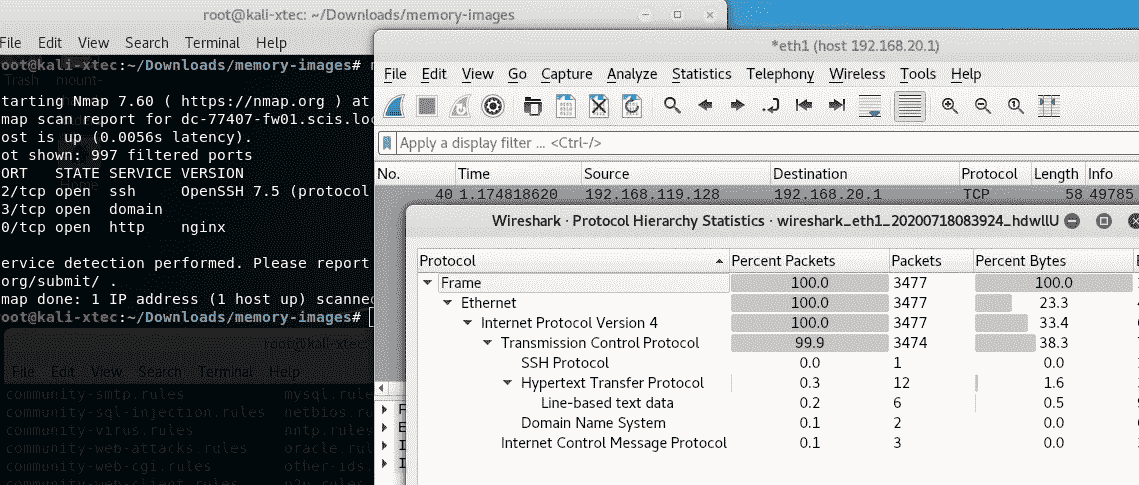 root@kali-xtec: ~/Downloads/memory-images
File Edit View Search Terminal Help
root@kali-xtec:~/Downloads/memory-images#
Trash mount-
tarting Nmap 7.60 ( https://nmap.org ) at
map scan report for dc-77407-fw01.scis.loc
ost is up (0.0056s latency).
ot shown: 997 filtered ports
ORT STATE SERVICE VERSION
2/tcp open ssh OpenSSH 7.5 (protocol
3/tcp open domain
0/tcp open http nginx
ervice detection performed. Please report
org/submit/ .
map done: 1 IP address (1 host up) scanned
root@kali-xtec:~/Downloads/memory-images#
root@kali-xtec:
File Edit View Search Terminal Help
community-smtp.rules mysql.rules
community-sql-injection.rules netbios.rules
community-virus.rules nntp.rules
community-web-attacks.rules oracle.rules
community-web-cgi.rules other-ids.
community-web-client.rules p2p.rules
*eth1 (host 192.168.20.1)
File Edit View Go Capture Analyze Statistics Telephony Wireless Tools Help
Apply a display filter ... <Ctrl-/>
No. Time Source Destination Protocol Length Info
40 1.174818620 192.168.119.128 192.168.20.1 TCP 58 49785
Wireshark · Protocol Hierarchy Statistics · wireshark_eth1_20200718083924_hdwllU
Protocol Percent Packets Packets Percent Bytes
Frame 100.0 3477 100.0
Ethernet 100.0 3477 23.3
Internet Protocol Version 4 100.0 3477 33.4
Transmission Control Protocol 99.9 3474 38.3
SSH Protocol 0.0 1 0.0
Hypertext Transfer Protocol 0.3 12 1.6
Line-based text data 0.2 6 0.5
Domain Name System 0.1 2 0.0
Internet Control Message Protocol 0.1 3 0.0